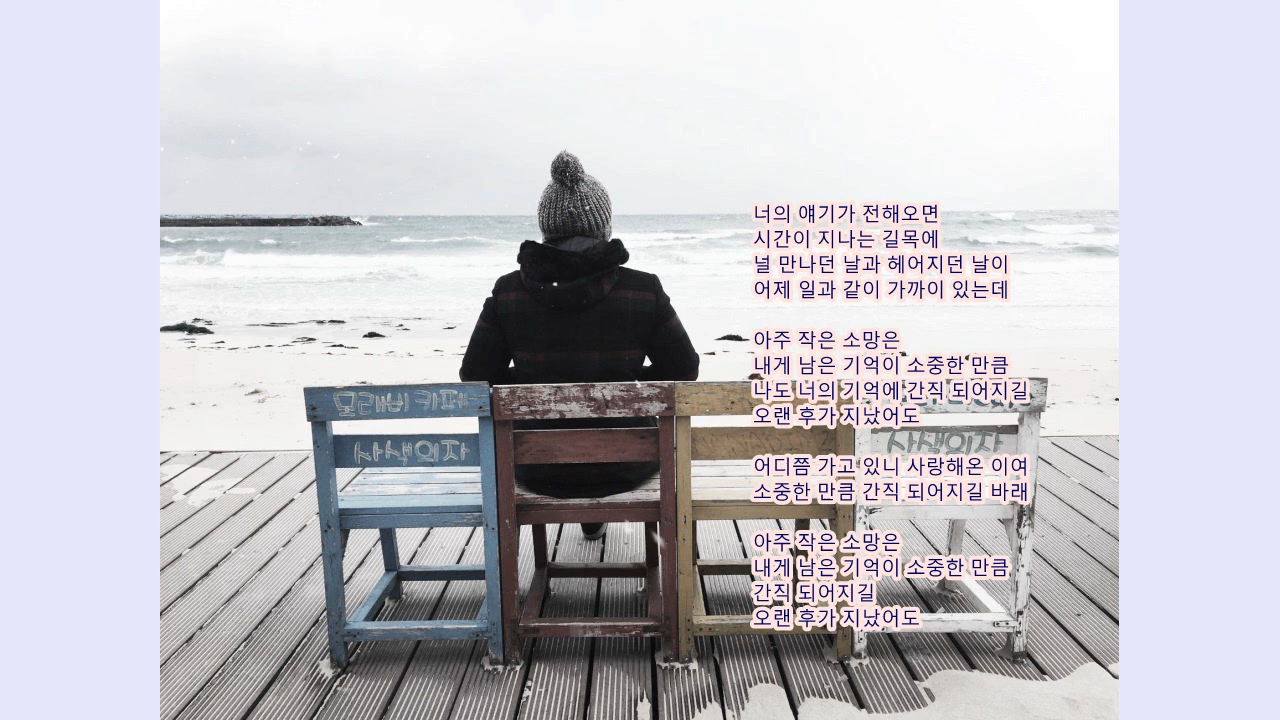 너의 얘기가 전해오면
시간이 지나는 길목에
널 만나던 날과 헤어지던 날이
어제 일과 같이 가까이 있는데
아주 작은 소망은
내게 남은 기억이 소중한 만큼
나도 너의 기억에 간직 되어지길
오랜 후가 지났어도
어디쯤 가고 있니 사랑해온 이여
소중한 만큼 간직 되어지길 바래
아주 작은 소망은
내게 남은 기억이 소중한 만큼
간직 되어지길
오랜 후가 지났어도
모래비 카페
사색의자
사색의자